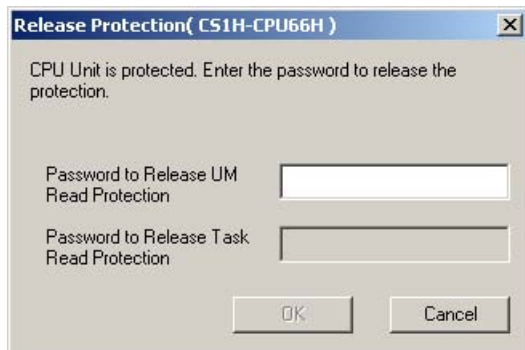 Release Protection( CS1H-CPU66H )
CPU Unit is protected. Enter the password to release the
protection.
Password to Release UM
Read Protection
Password to Release Task
Read Protection
OK
Cancel